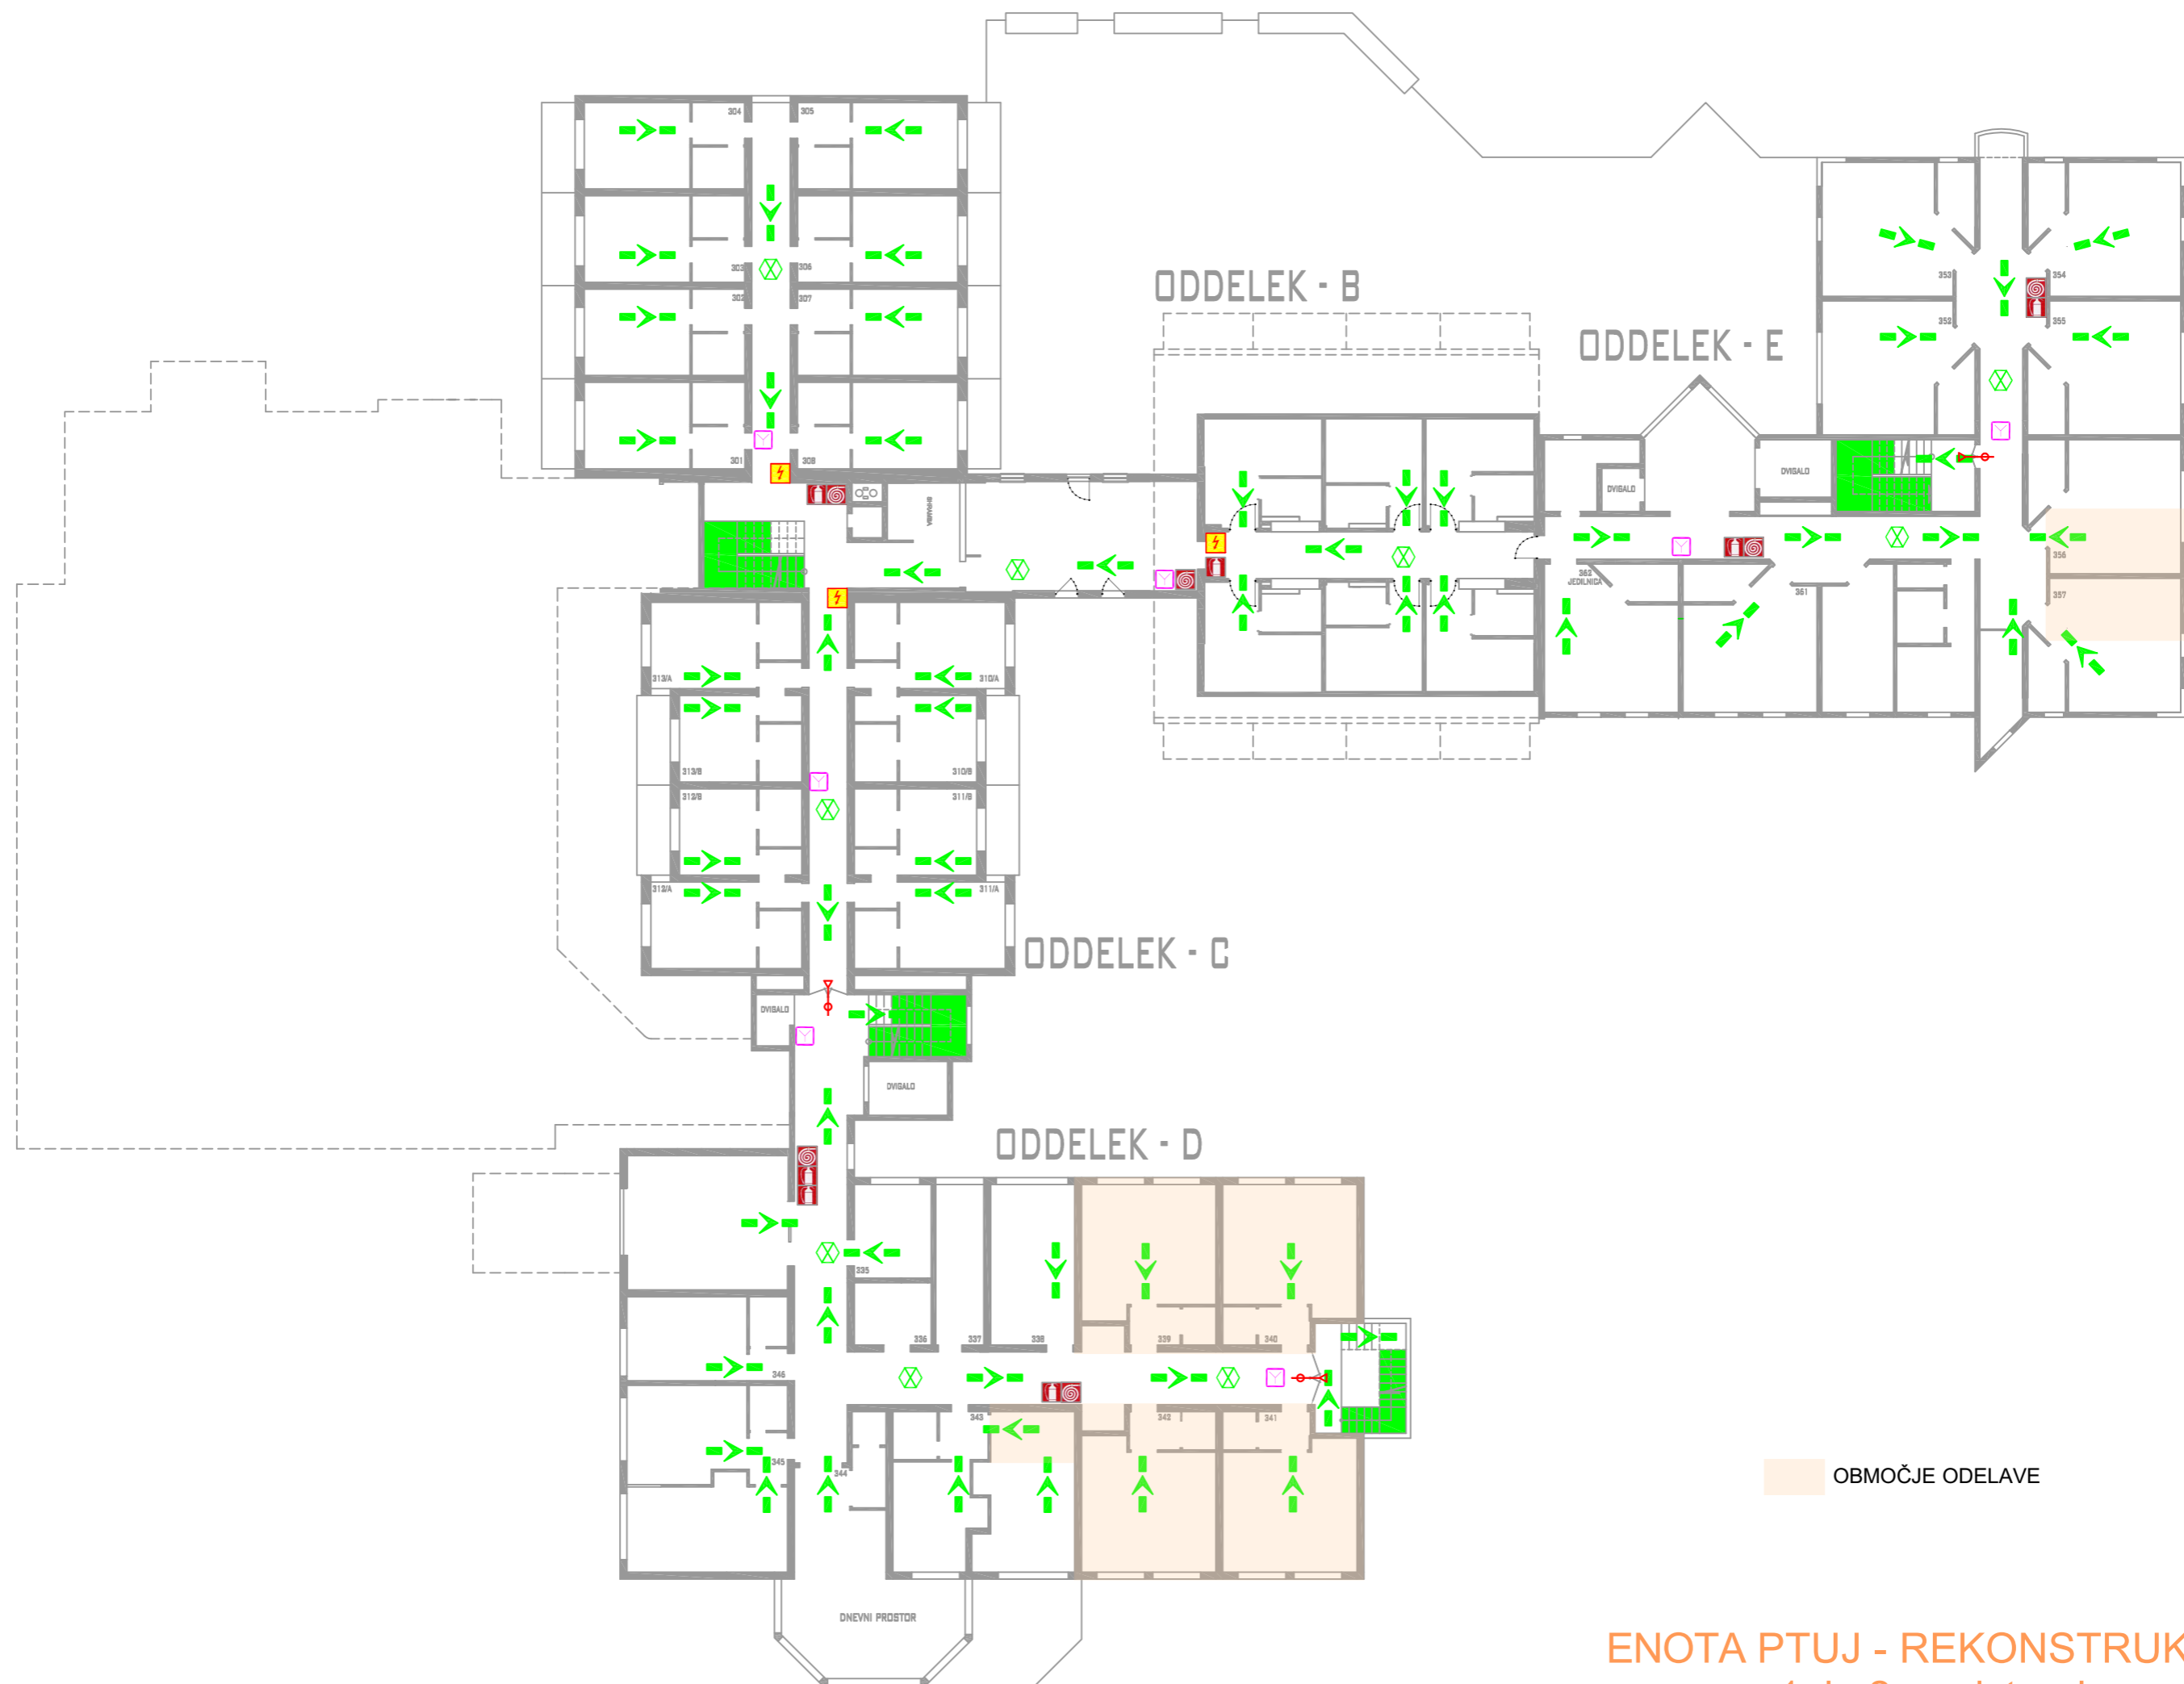 304
305
303
306
302
307
301
308
ODDELEK - B
ODDELEK - E
353
354
352
355
DVIGALO
DVIGALO
356
357
362
JEDILNICA
361
313/A
310/A
313/B
310/B
312/B
311/B
312/A
311/A
ODDELEK - C
DVIGALO
DVIGALO
ODDELEK - D
335
336
337
338
339
340
346
343
342
341
345
344
DNEVNI PROSTOR
OBMOČJE ODELAVE
ENOTA PTUJ - REKONSTRUK